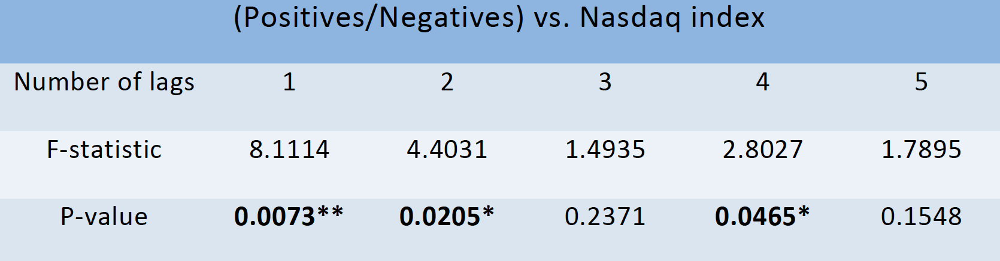 (Positives/Negatives) vs. Nasdaq index
Number of lags 1 2 3 4 5
F-statistic 8.1114 4.4031 1.4935 2.8027 1.7895
P-value 0.0073** 0.0205* 0.2371 0.0465* 0.1548